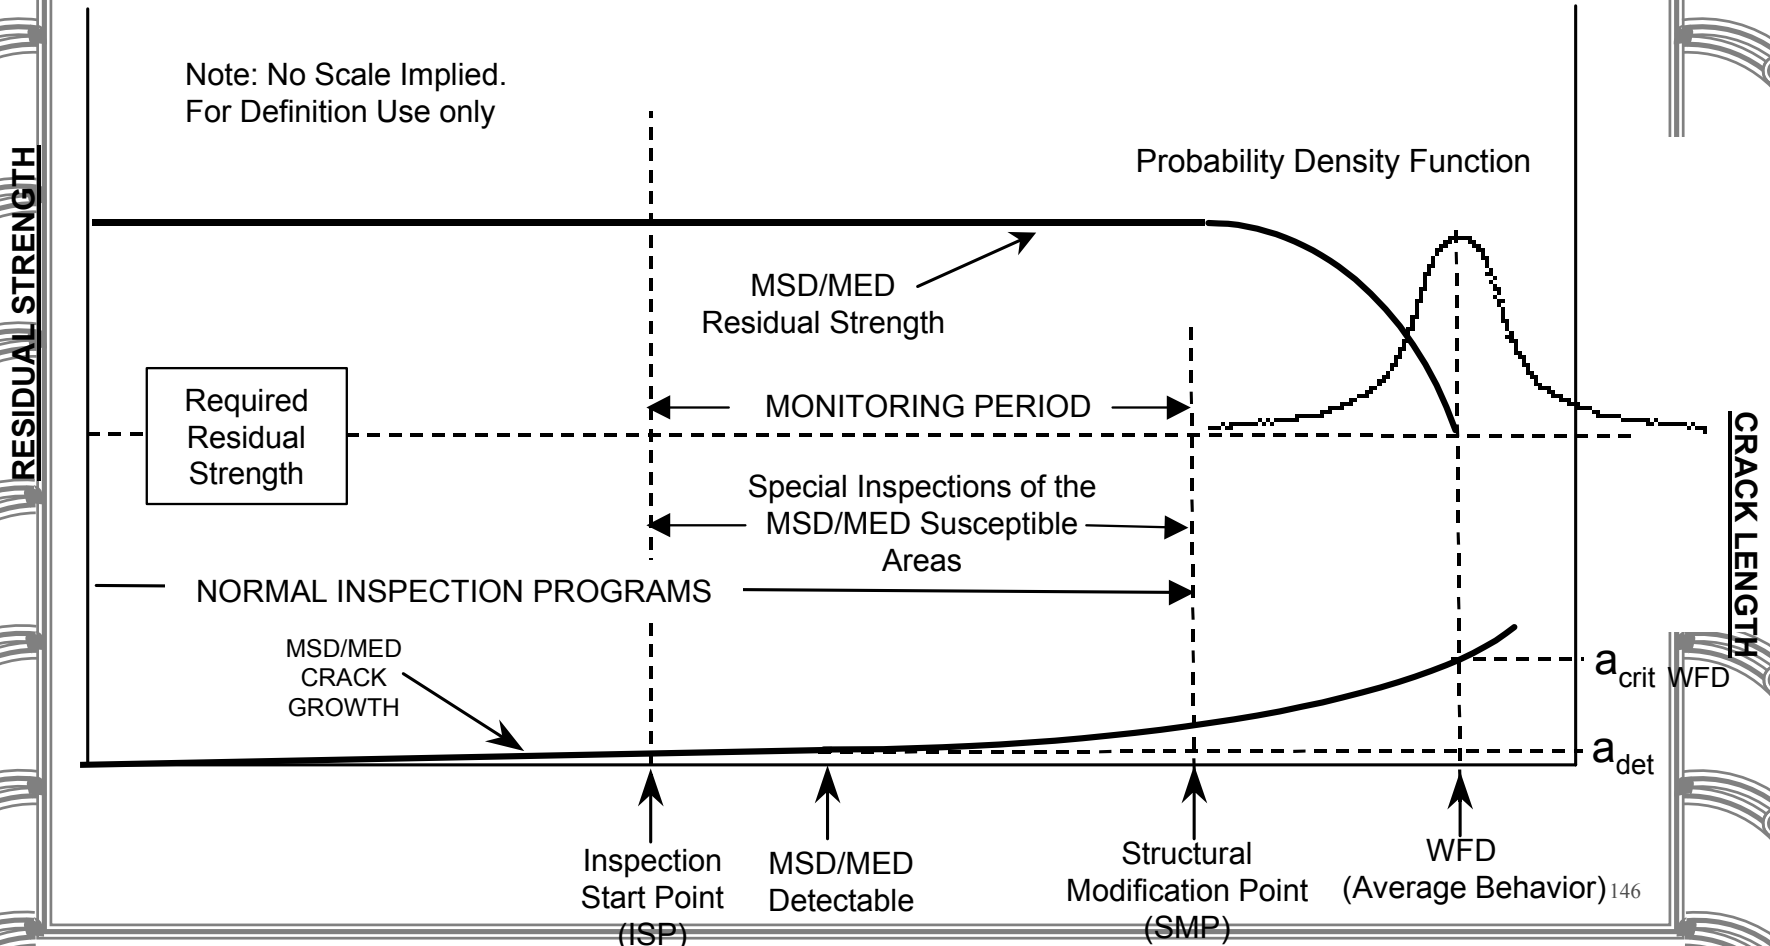 Note: No Scale Implied.
For Definition Use only
Probability Density Function
RESIDUAL STRENGTH
MSD/MED
Residual Strength
Required
Residual
Strength
MONITORING PERIOD
CRACK LENGTH
Special Inspections of the
MSD/MED Susceptible
Areas
NORMAL INSPECTION PROGRAMS
MSD/MED
CRACK
GROWTH
a crit WFD
a det
Inspection
Start Point
(ISP)
MSD/MED
Detectable
Structural
Modification Point
(SMP)
WFD
(Average Behavior)
146